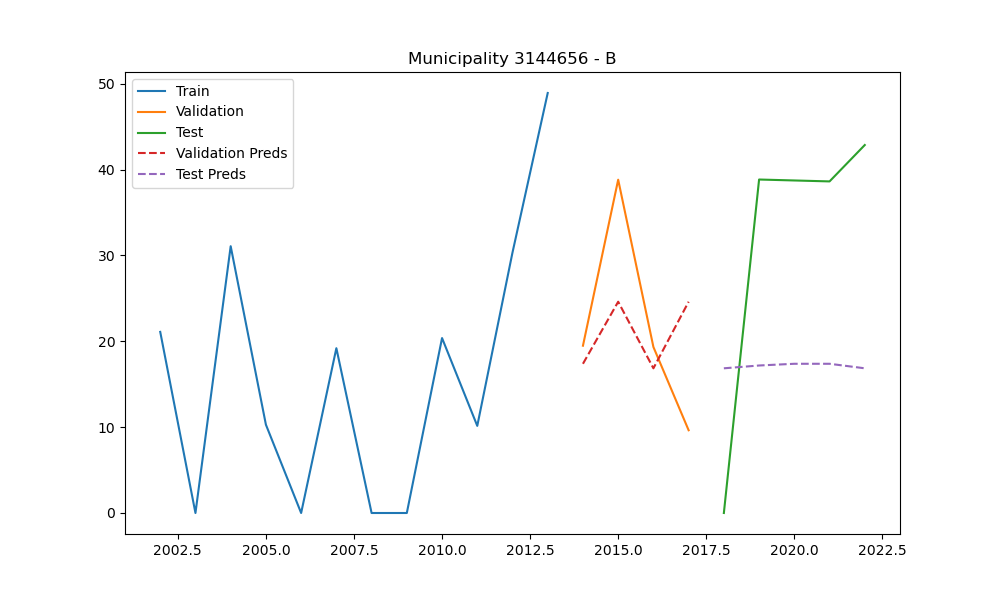 Municipality 3144656 - B
50
40
30
20
10
0
Train
Validation
Test
Validation Preds
Test Preds
2002.5 2005.0 2007.5 2010.0 2012.5 2015.0 2017.5 2020.0 2022.5